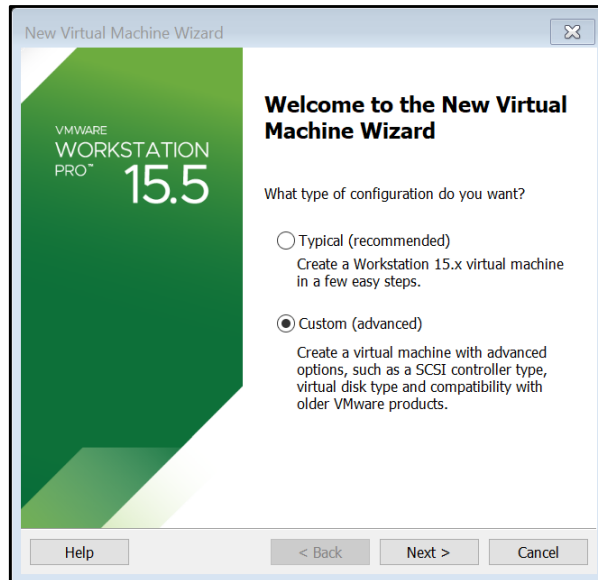 New Virtual Machine Wizard
VMWARE
WORKSTATION
PRO™ 15.5
Welcome to the New Virtual
Machine Wizard
What type of configuration do you want?
Typical (recommended)
Create a Workstation 15.x virtual machine
in a few easy steps.
Custom (advanced)
Create a virtual machine with advanced
options, such as a SCSI controller type,
virtual disk type and compatibility with
older VMware products.
Help
< Back
Next >
Cancel